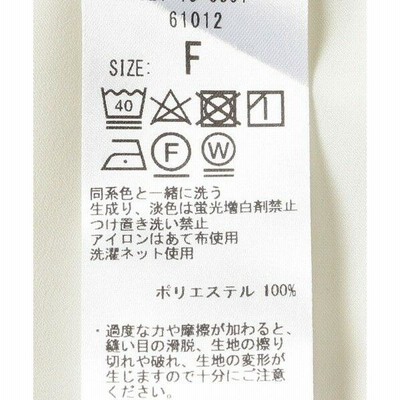 61012
SIZE: F
40
F W
同系色と一緒に洗う
生成り、淡色は蛍光増白剤禁止
つけ置き洗い禁止
アイロンはあて布使用
洗濯ネット使用
ポリエステル 100%
・過度な力や摩擦が加わると、
縫い目の滑脱、生地の擦り
切れや破れ、生地の変形が
生じますので十分にご注意
ください。